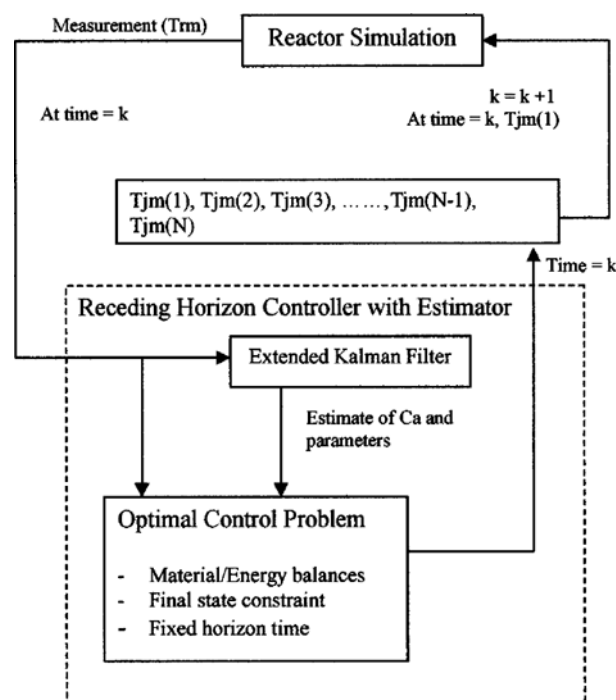 Measurement (Trm)
Reactor Simulation
At time = k
k = k +1
At time = k, Tjm(1)
Tjm(1), Tjm(2), Tjm(3), ……,Tjm(N-1),
Tjm(N)
Time = k
Receding Horizon Controller with Estimator
Extended Kalman Filter
Estimate of Ca and
parameters
Optimal Control Problem
- Material/Energy balances
- Final state constraint
- Fixed horizon time